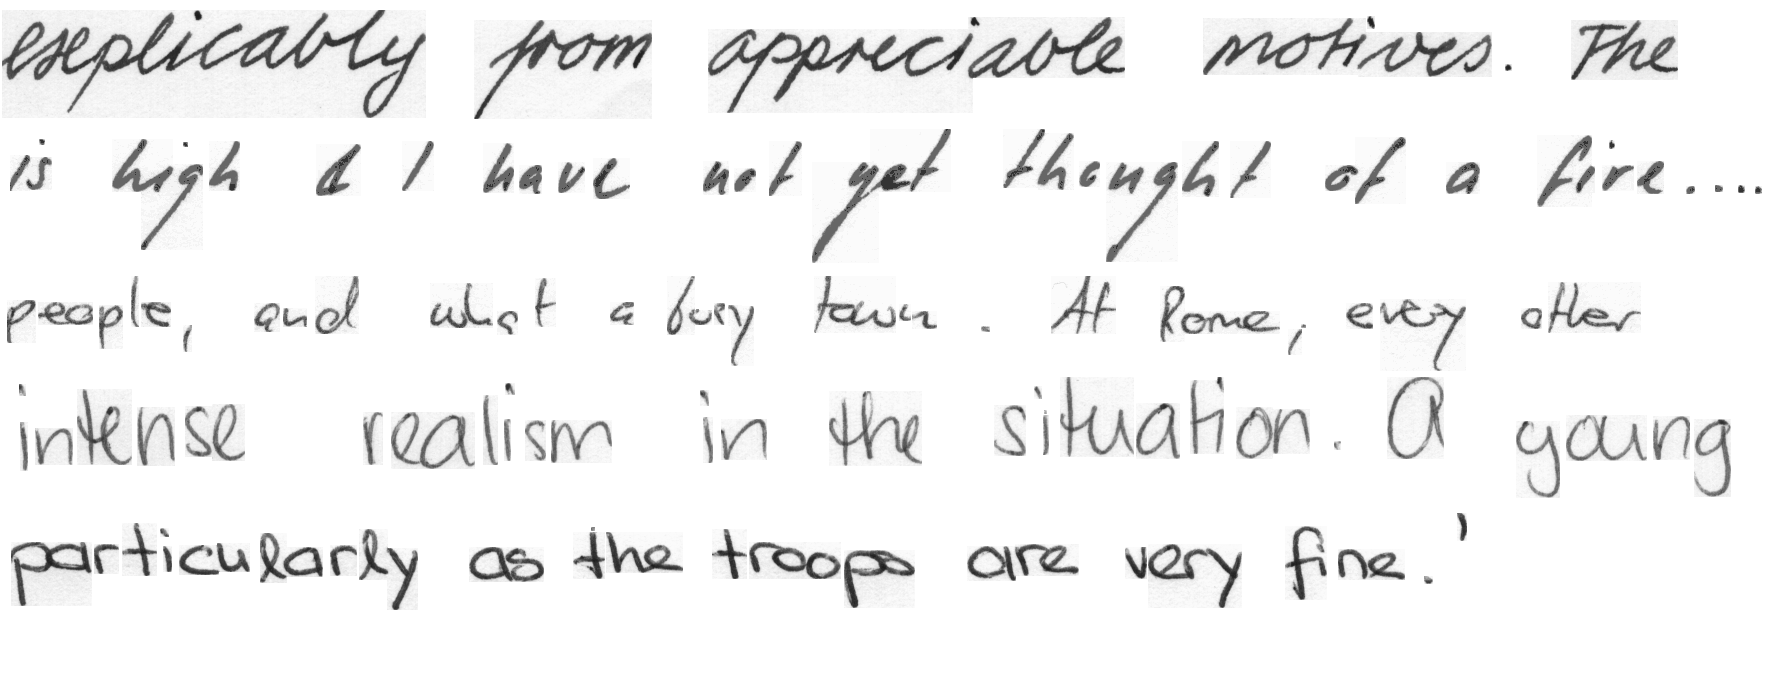 explicably from appreciable motives. The
is high & I have not yet thought of a fire....
people, and what a busy town. At Rome, every other
intense realism in the situation. A young
particularly as the troops are very fine.'